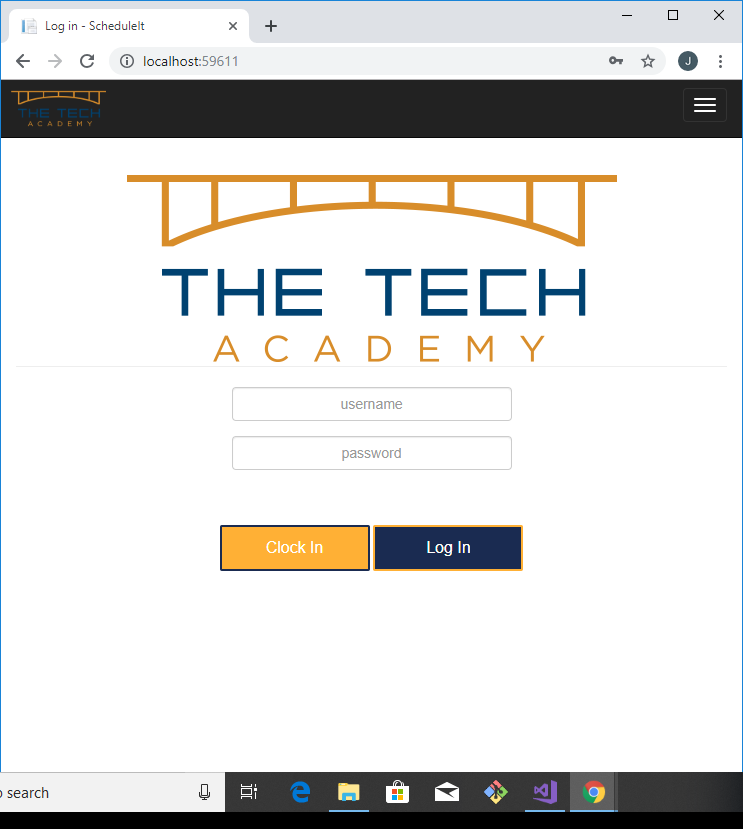 Log in - ScheduleIt
localhost:59611
J
THE TECH
ACADEMY
THE TECH
ACADEMY
username
password
Clock In Log In
search